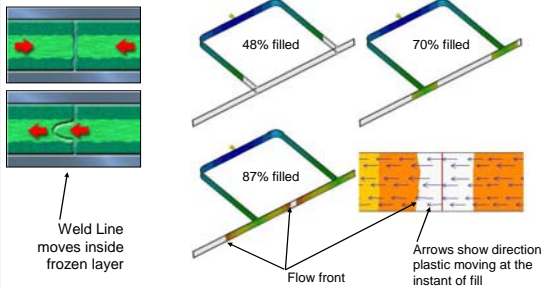 48% filled
70% filled
87% filled
Weld Line
moves inside
frozen layer
Flow front
Arrows show direction
plastic moving at the
instant of fill